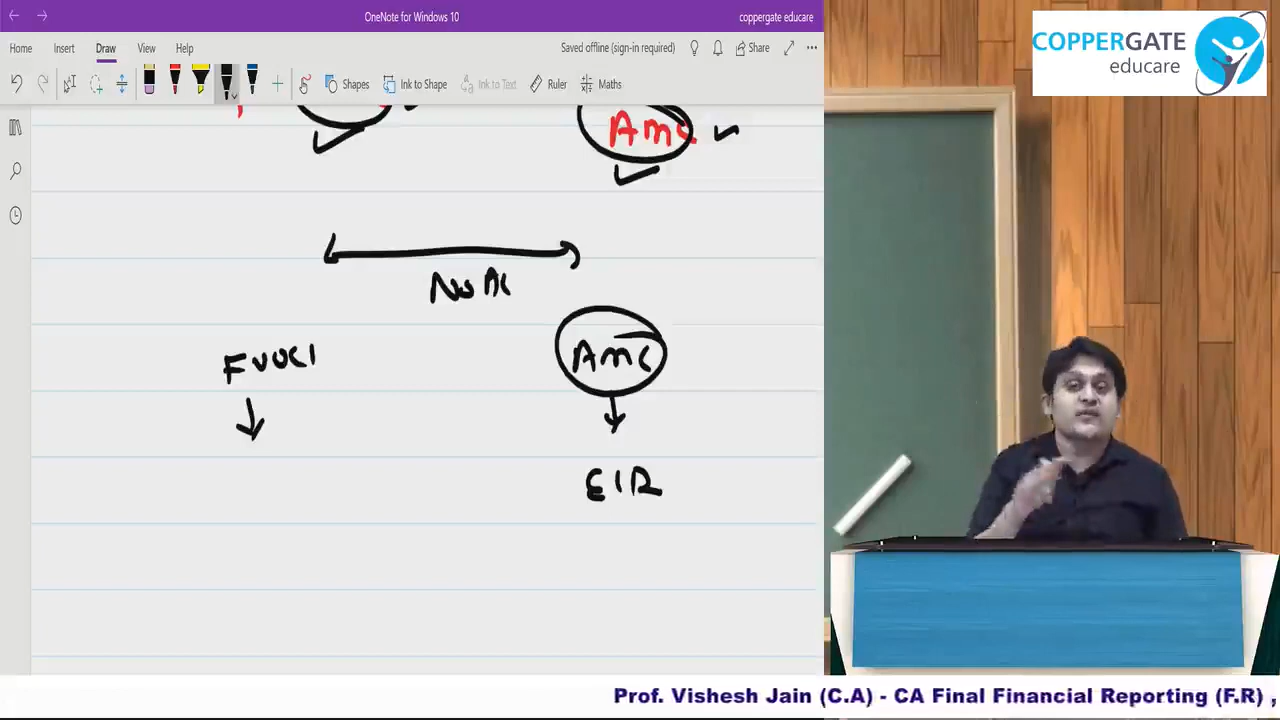 OneNote for Windows 10
coppergate educare
Home Insert Draw View Help
Saved offline (sign-in required)
Share
Shapes
Ink to Shape
Ink to Text
Ruler
Maths
COPPERGATE
educare
AMC
FVOCI
AMC
EIR
Prof. Vishesh Jain (C.A) - CA Final Financial Reporting (F.R) ,